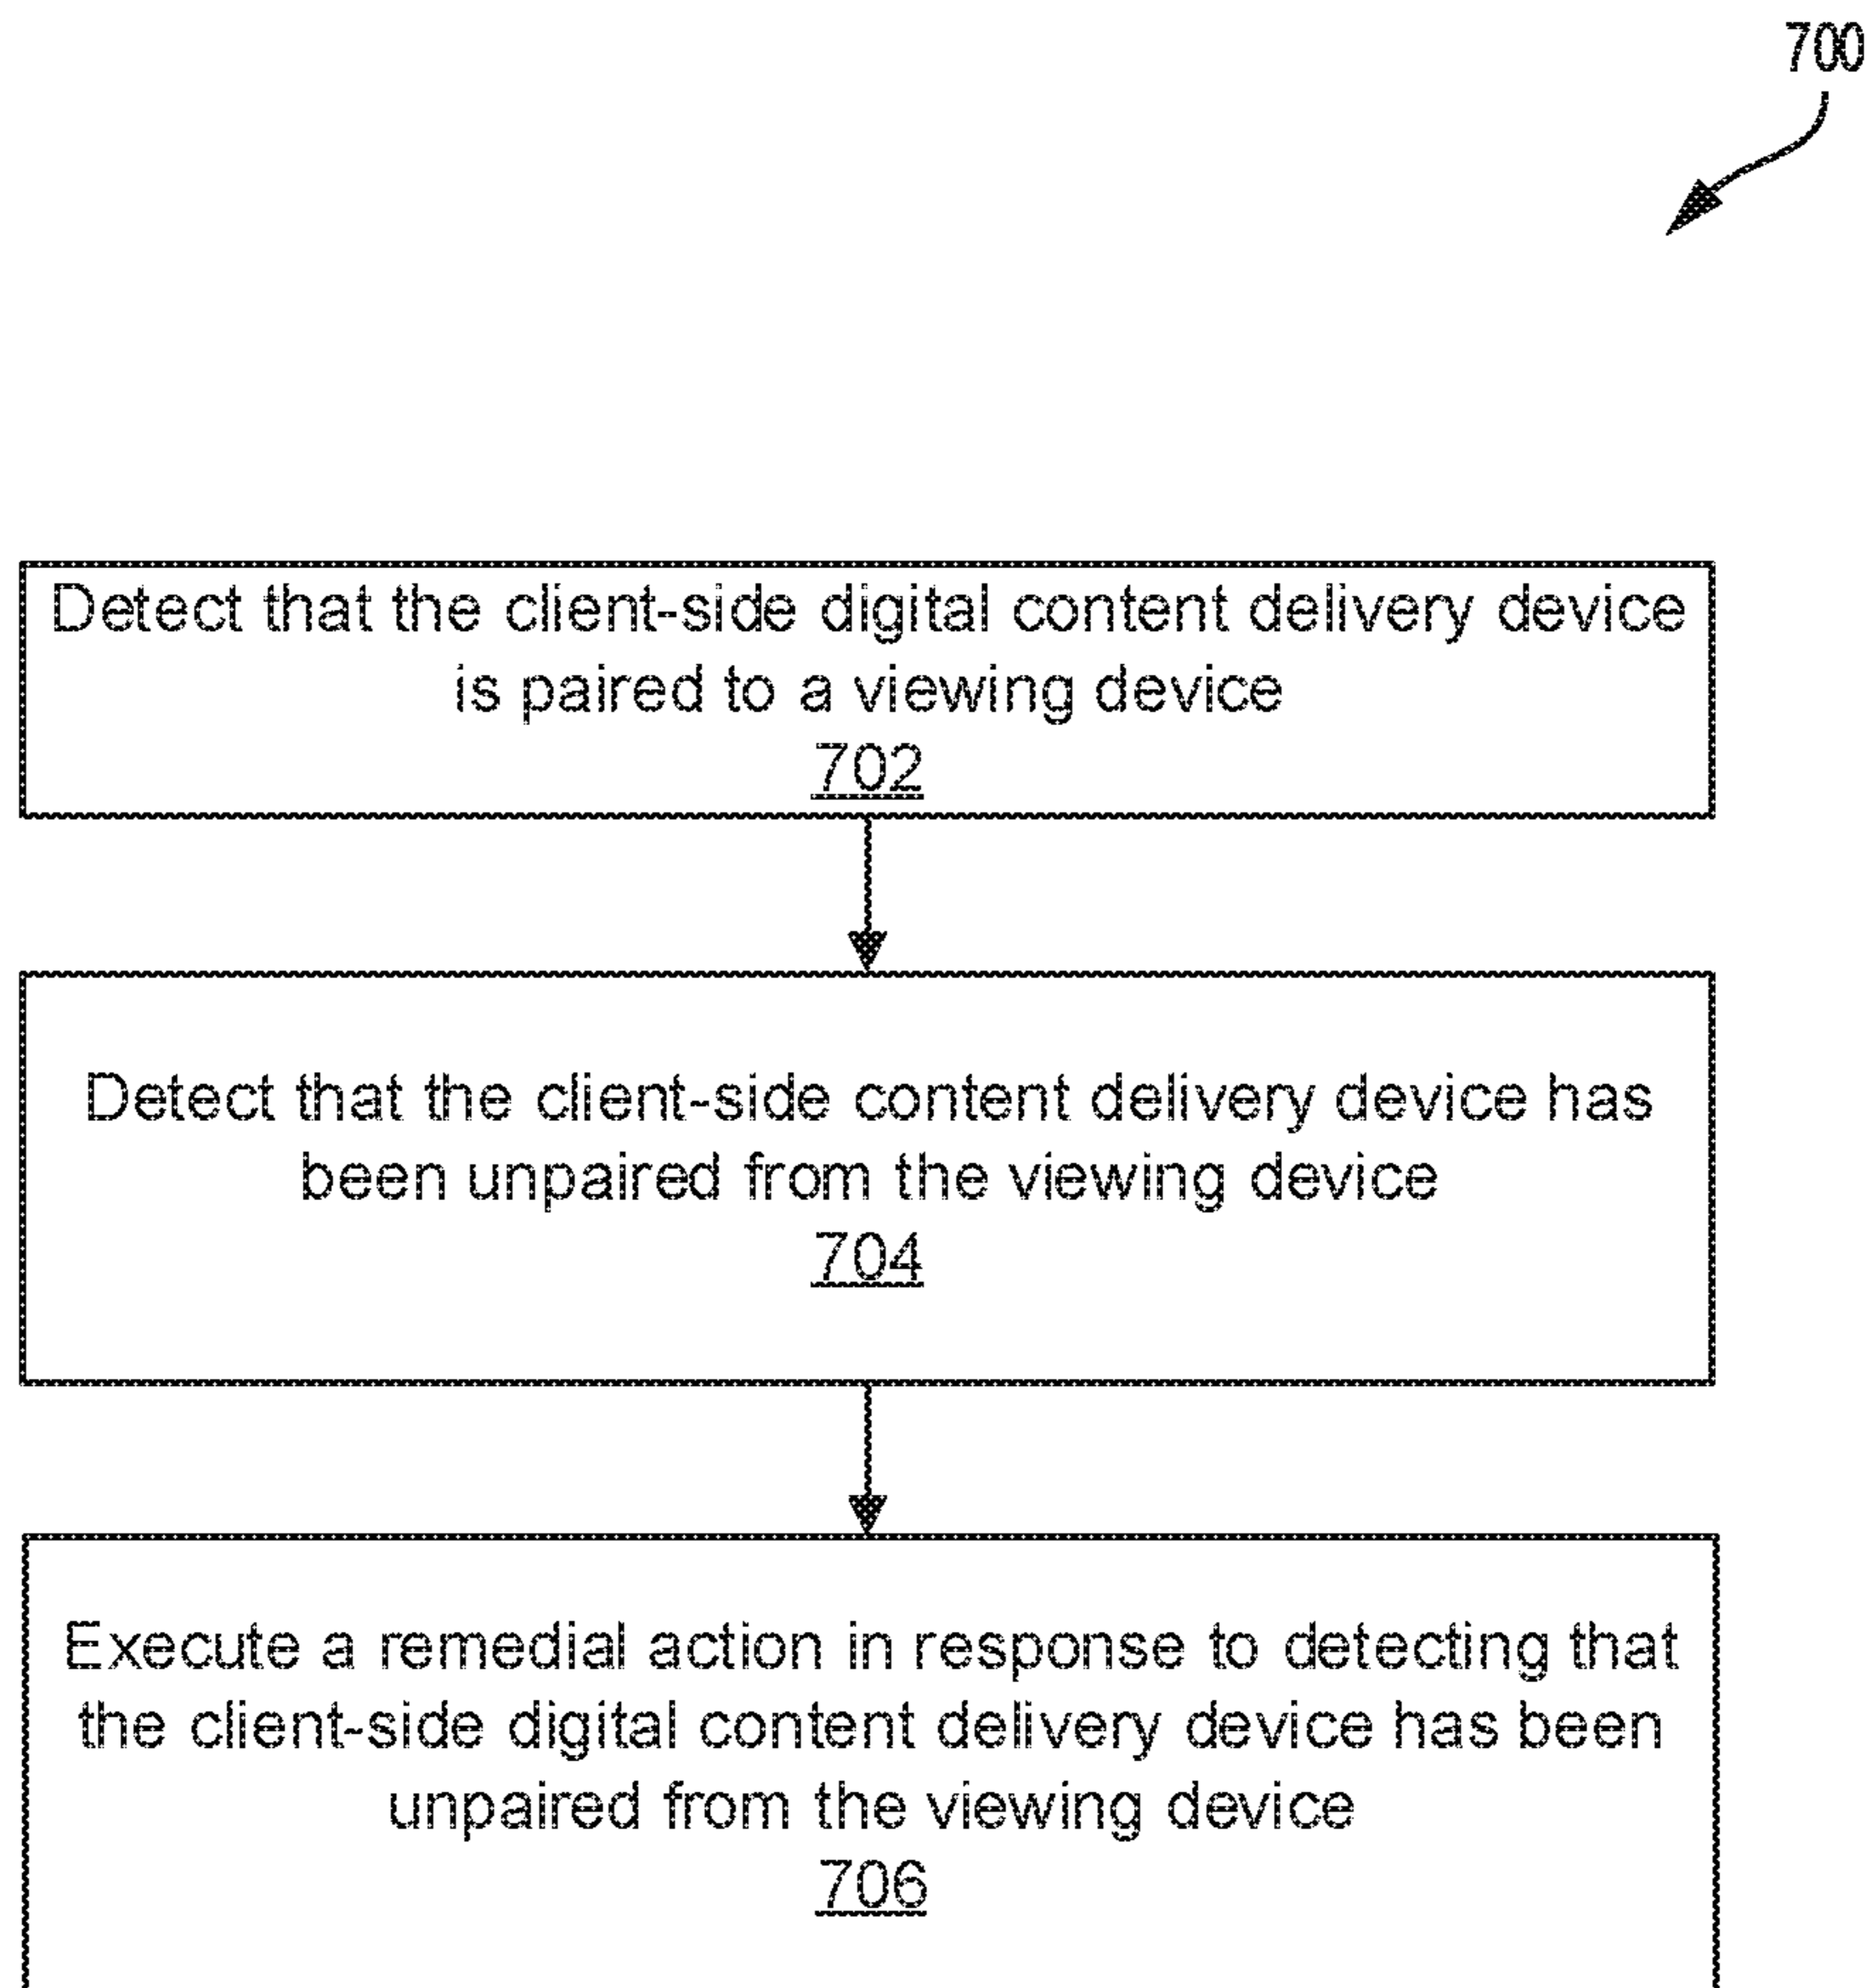 700
Detect that the client-side digital content delivery device
is paired to a viewing device
702
Detect that the client-side content delivery device has
been unpaired from the viewing device
704
Execute a remedial action in response to detecting that
the client-side digital content delivery device has been
unpaired from the viewing device
706